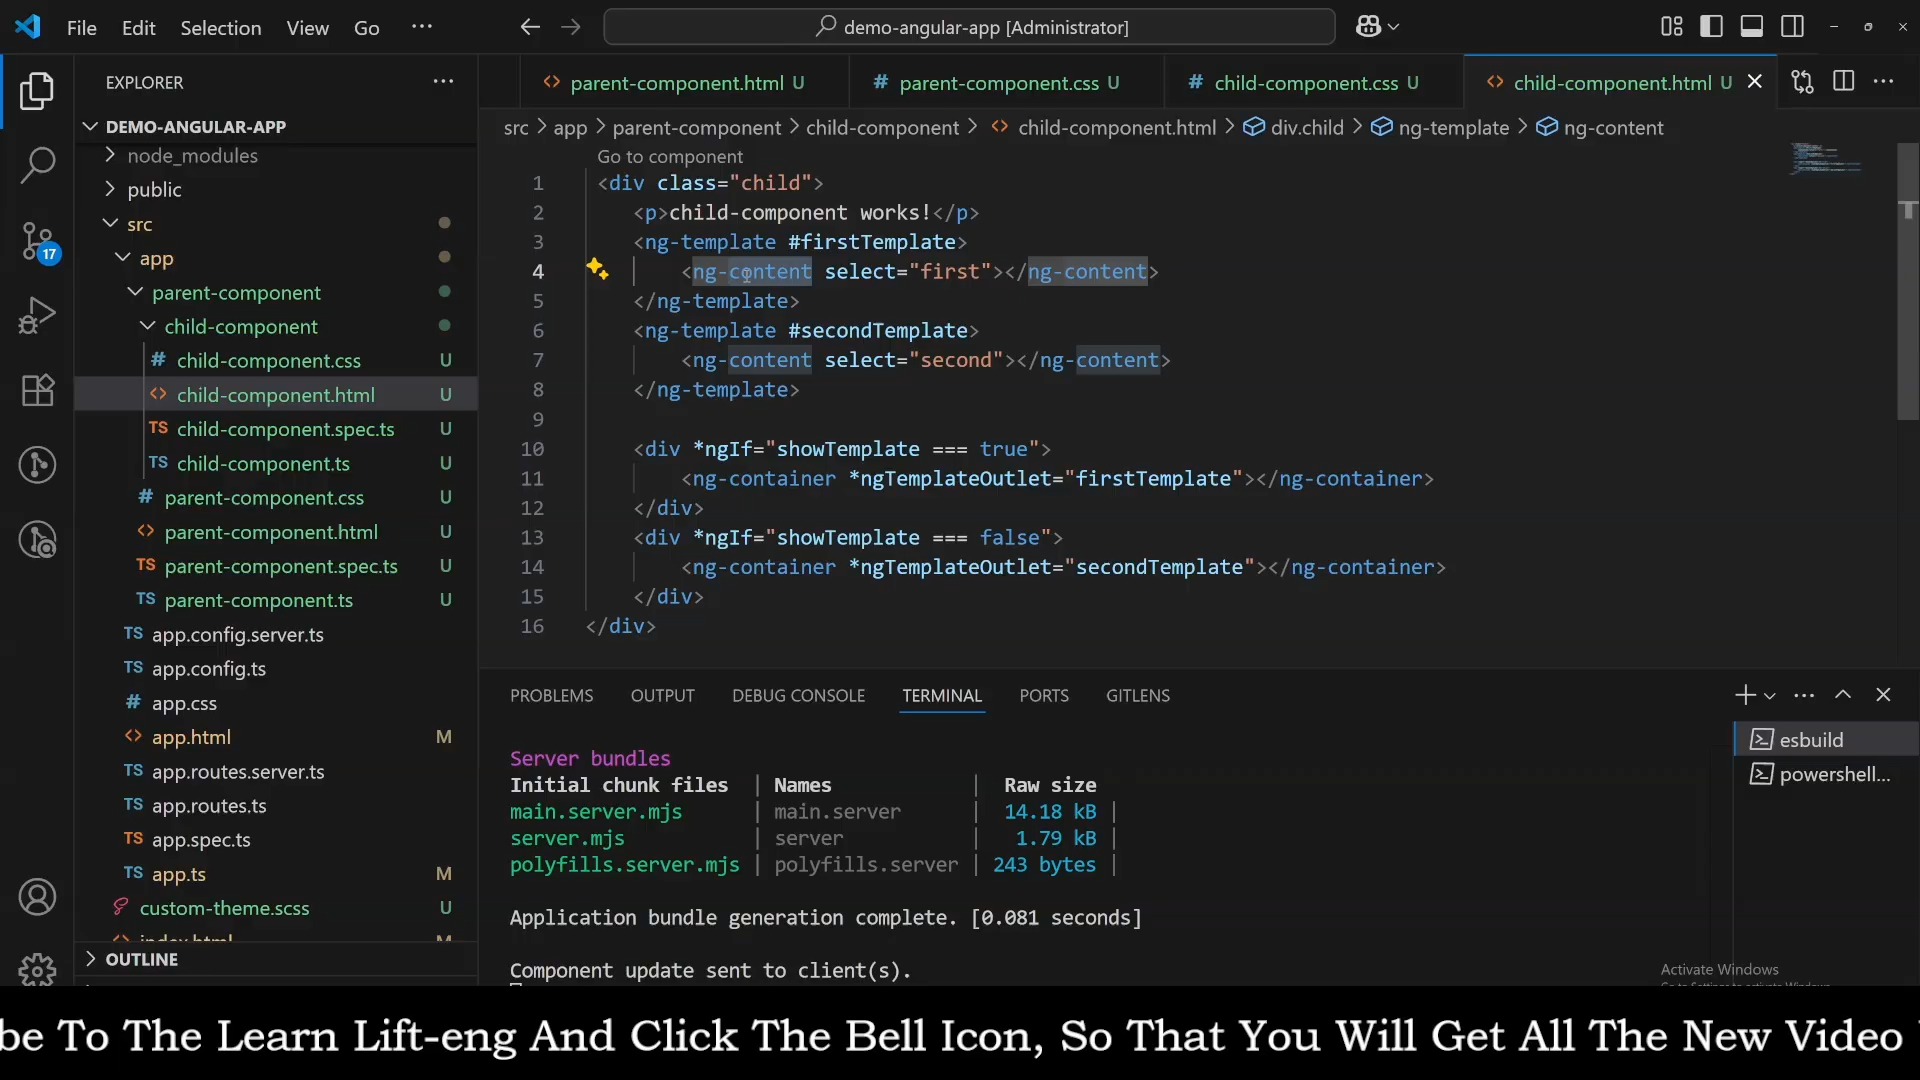 File Edit Selection View Go ···
demo-angular-app [Administrator]
EXPLORER
DEMO-ANGULAR-APP
node_modules
public
src
app
parent-component
child-component
# child-component.css U
<> child-component.html U
TS child-component.spec.ts U
TS child-component.ts U
# parent-component.css U
<> parent-component.html U
TS parent-component.spec.ts U
TS parent-component.ts U
TS app.config.server.ts
TS app.config.ts
# app.css
<> app.html M
TS app.routes.server.ts
TS app.routes.ts
TS app.spec.ts
TS app.ts M
custom-theme.scss U
<> index.html M
OUTLINE
17
<> parent-component.html U # parent-component.css U # child-component.css U <> child-component.html U
src > app > parent-component > child-component > <> child-component.html > div.child > ng-template > ng-content
Go to component
1 <div class="child">
2 <p>child-component works!</p>
3 <ng-template #firstTemplate>
4 <ng-content select="first"></ng-content>
5 </ng-template>
6 <ng-template #secondTemplate>
7 <ng-content select="second"></ng-content>
8 </ng-template>
9
10 <div *ngIf="showTemplate === true">
11 <ng-container *ngTemplateOutlet="firstTemplate"></ng-container>
12 </div>
13 <div *ngIf="showTemplate === false">
14 <ng-container *ngTemplateOutlet="secondTemplate"></ng-container>
15 </div>
16 </div>
PROBLEMS OUTPUT DEBUG CONSOLE TERMINAL PORTS GITLENS
Server bundles
Initial chunk files | Names | Raw size
main.server.mjs | main.server | 14.18 kB |
server.mjs | server | 1.79 kB |
polyfills.server.mjs | polyfills.server | 243 bytes |
Application bundle generation complete. [0.081 seconds]
Component update sent to client(s).
esbuild
powershell...
Activate Windows
be To The Learn Lift-eng And Click The Bell Icon, So That You Will Get All The New Video